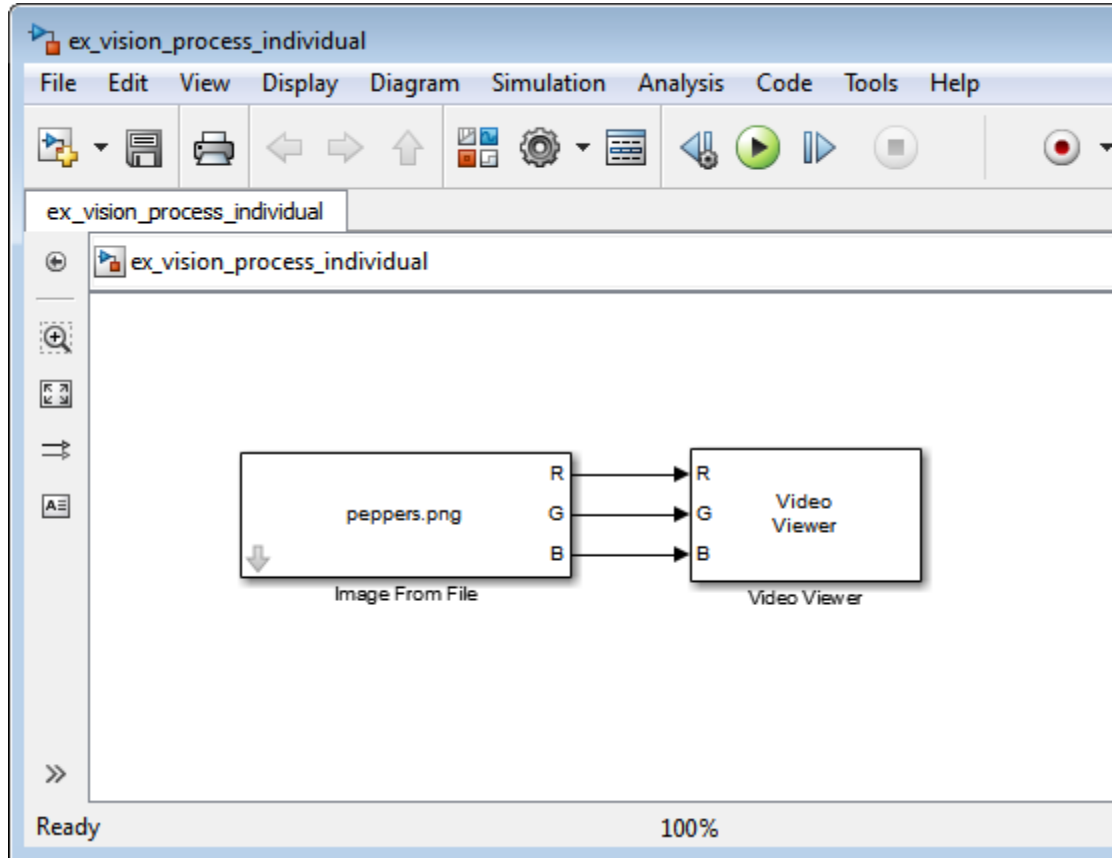 ex_vision_process_individual
File Edit View Display Diagram Simulation Analysis Code Tools Help
ex_vision_process_individual
ex_vision_process_individual
R R
peppers.png G G Video Viewer
B B
Image From File Video Viewer
Ready 100%